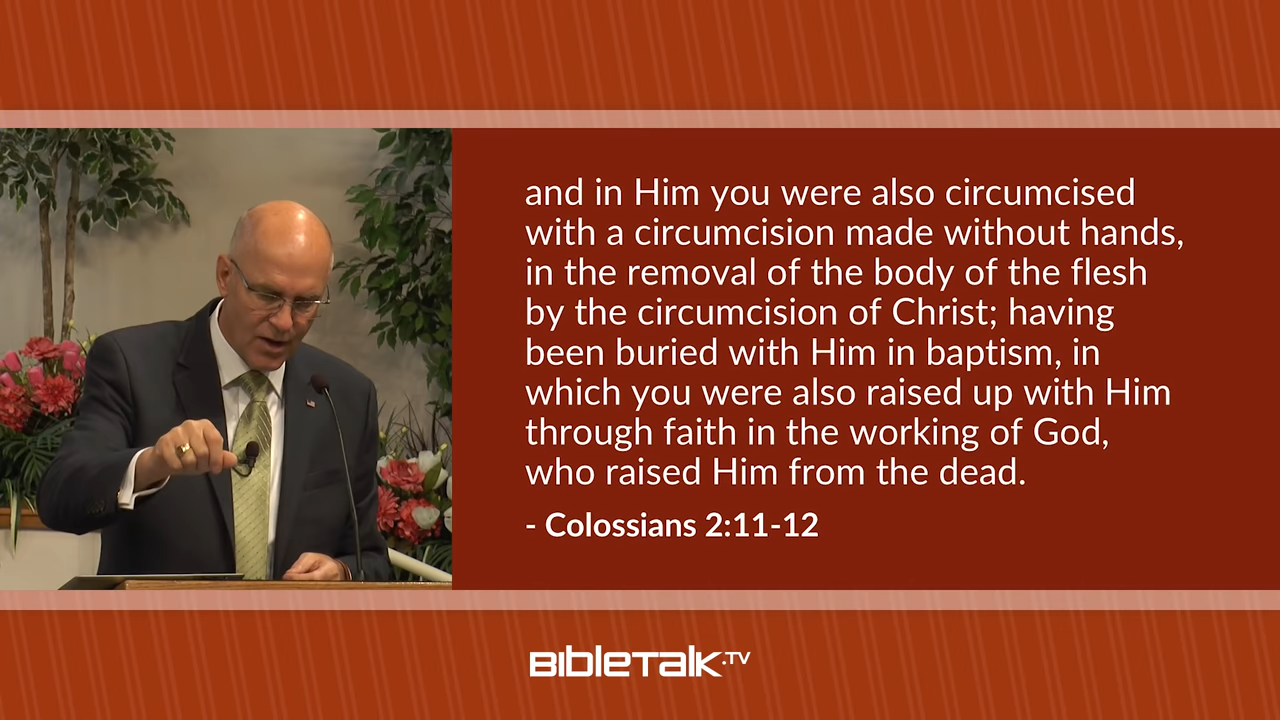 and in Him you were also circumcised
with a circumcision made without hands,
in the removal of the body of the flesh
by the circumcision of Christ; having
been buried with Him in baptism, in
which you were also raised up with Him
through faith in the working of God,
who raised Him from the dead.
- Colossians 2:11-12
BIBLETALK.TV